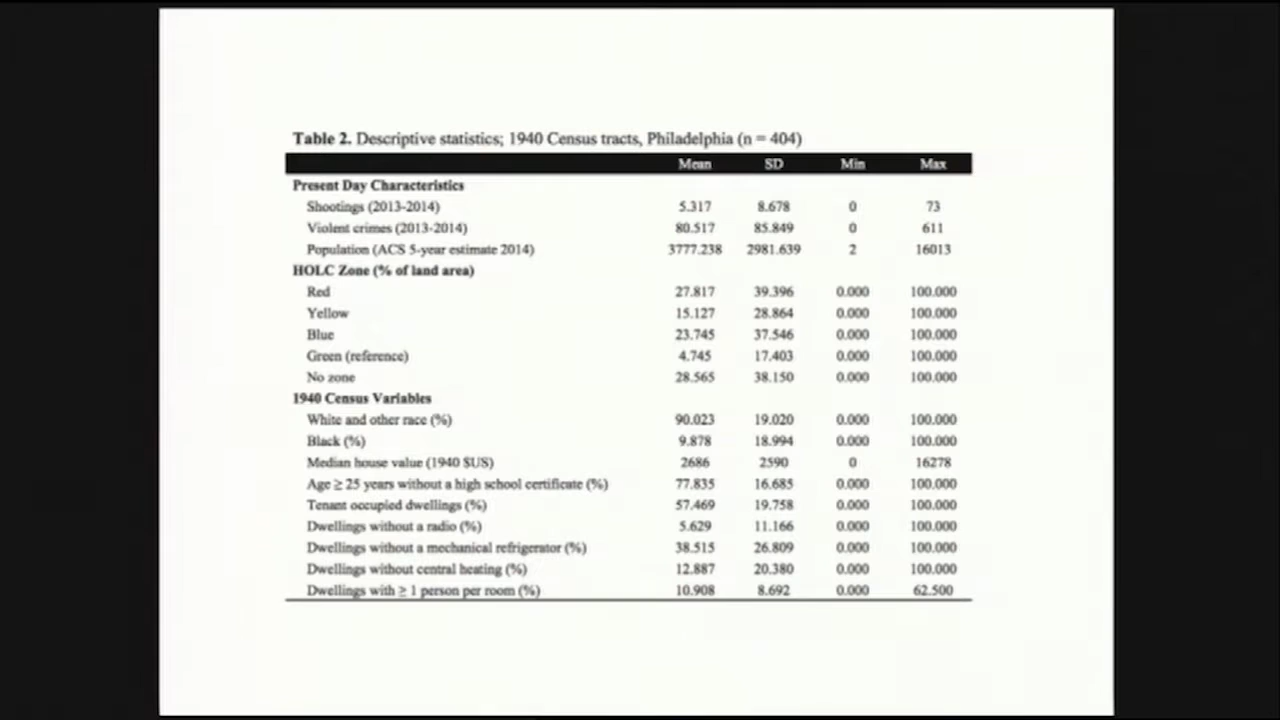 Table 2. Descriptive statistics; 1940 Census tracts, Philadelphia (n = 404)
Mean SD Min Max
Present Day Characteristics
Shootings (2013-2014) 5.317 8.678 0 73
Violent crimes (2013-2014) 80.517 85.849 0 611
Population (ACS 5-year estimate 2014) 3777.238 2981.639 2 16013
HOLC Zone (% of land area)
Red 27.817 39.396 0.000 100.000
Yellow 15.127 28.864 0.000 100.000
Blue 23.745 37.546 0.000 100.000
Green (reference) 4.745 17.403 0.000 100.000
No zone 28.565 38.150 0.000 100.000
1940 Census Variables
White and other race (%) 90.023 19.020 0.000 100.000
Black (%) 9.878 18.994 0.000 100.000
Median house value (1940 $US) 2686 2590 0 16278
Age ≥ 25 years without a high school certificate (%) 77.835 16.685 0.000 100.000
Tenant occupied dwellings (%) 57.469 19.758 0.000 100.000
Dwellings without a radio (%) 5.629 11.166 0.000 100.000
Dwellings without a mechanical refrigerator (%) 38.515 26.809 0.000 100.000
Dwellings without central heating (%) 12.887 20.380 0.000 100.000
Dwellings with ≥ 1 person per room (%) 10.908 8.692 0.000 62.500